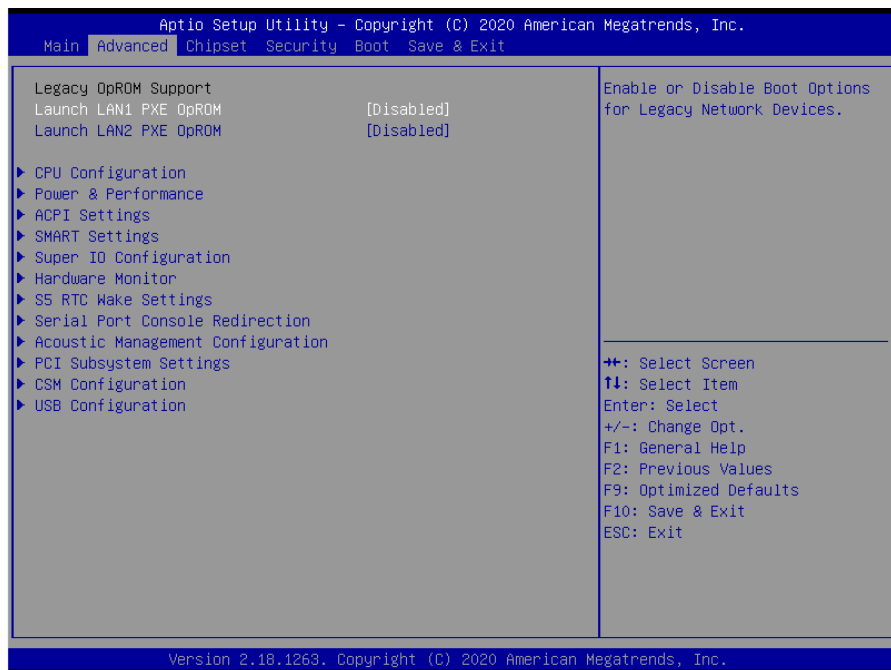 Aptio Setup Utility – Copyright (C) 2020 American Megatrends, Inc.
Main Advanced Chipset Security Boot Save & Exit
Legacy OpROM Support
Launch LAN1 PXE OpROM [Disabled]
Launch LAN2 PXE OpROM [Disabled]
CPU Configuration
Power & Performance
ACPI Settings
SMART Settings
Super IO Configuration
Hardware Monitor
S5 RTC Wake Settings
Serial Port Console Redirection
Acoustic Management Configuration
PCI Subsystem Settings
CSM Configuration
USB Configuration
Enable or Disable Boot Options
for Legacy Network Devices.
→←: Select Screen
↑↓: Select Item
Enter: Select
+/-: Change Opt.
F1: General Help
F2: Previous Values
F9: Optimized Defaults
F10: Save & Exit
ESC: Exit
Version 2.18.1263. Copyright (C) 2020 American Megatrends, Inc.